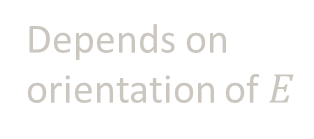 Depends on
orientation of E